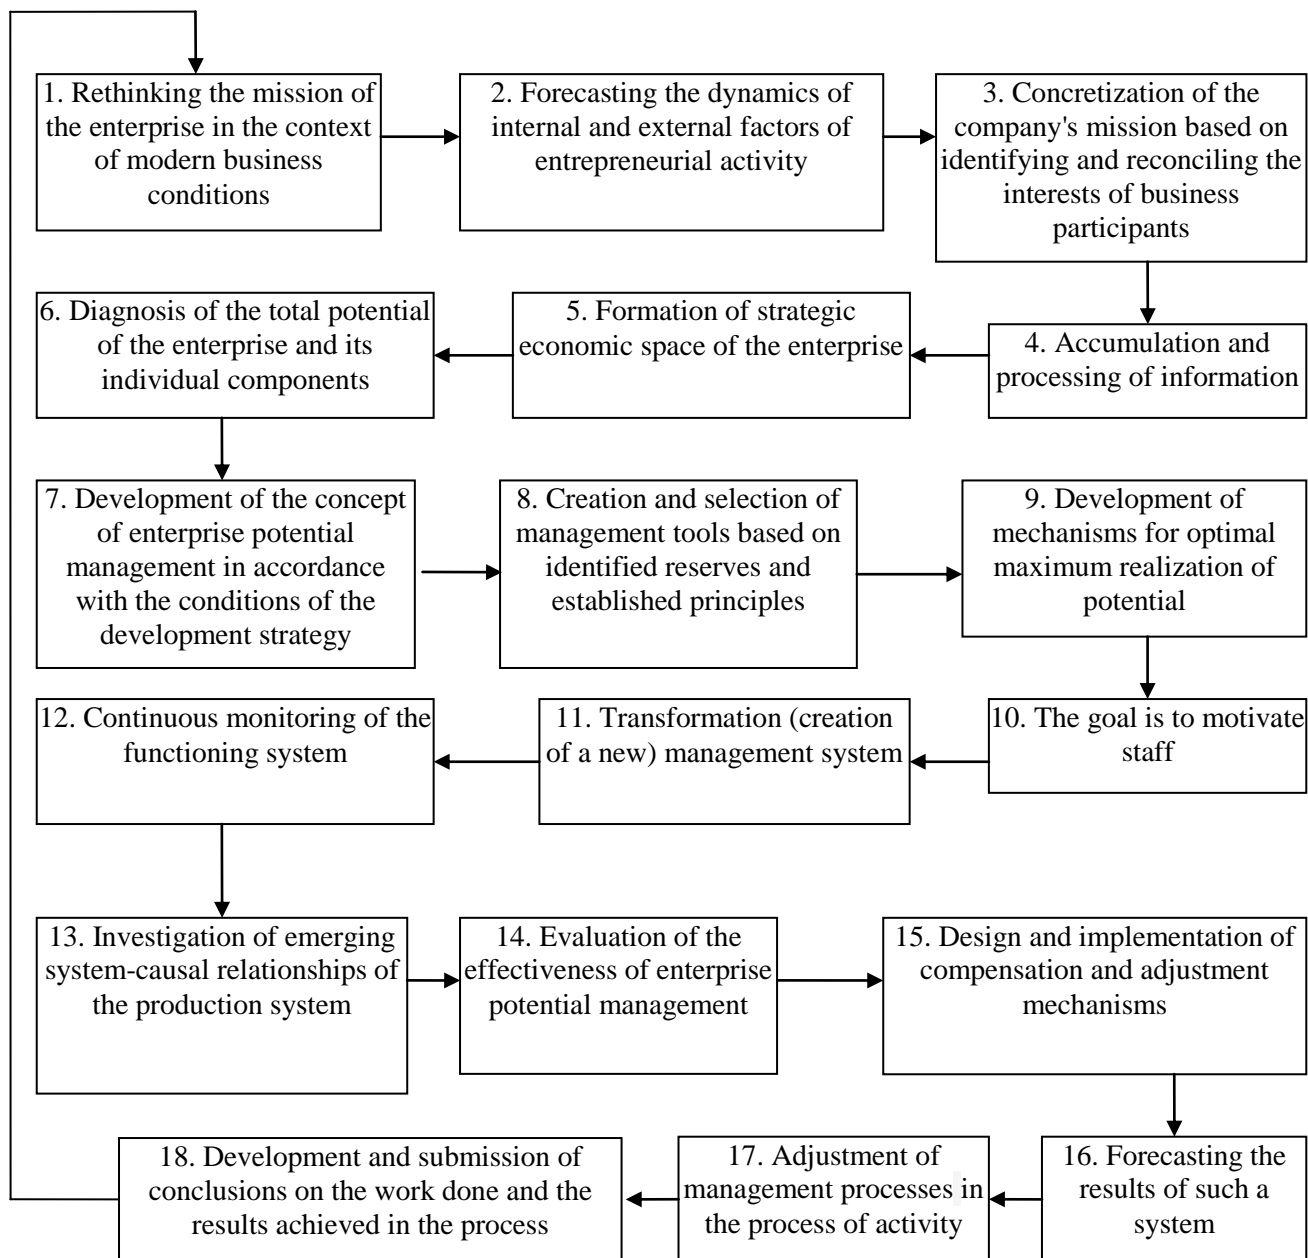 1. Rethinking the mission of
the enterprise in the context
of modern business
conditions
2. Forecasting the dynamics of
internal and external factors of
entrepreneurial activity
3. Concretization of the
company's mission based on
identifying and reconciling the
interests of business
participants
4. Accumulation and
processing of information
5. Formation of strategic
economic space of the enterprise
6. Diagnosis of the total potential
of the enterprise and its
individual components
7. Development of the concept
of enterprise potential
management in accordance
with the conditions of the
development strategy
8. Creation and selection of
management tools based on
identified reserves and
established principles
9. Development of
mechanisms for optimal
maximum realization of
potential
10. The goal is to motivate
staff
11. Transformation (creation
of a new) management system
12. Continuous monitoring of the
functioning system
13. Investigation of emerging
system-causal relationships of
the production system
14. Evaluation of the
effectiveness of enterprise
potential management
15. Design and implementation of
compensation and adjustment
mechanisms
16. Forecasting the
results of such a
system
17. Adjustment of
management processes in
the process of activity
18. Development and submission of
conclusions on the work done and the
results achieved in the process